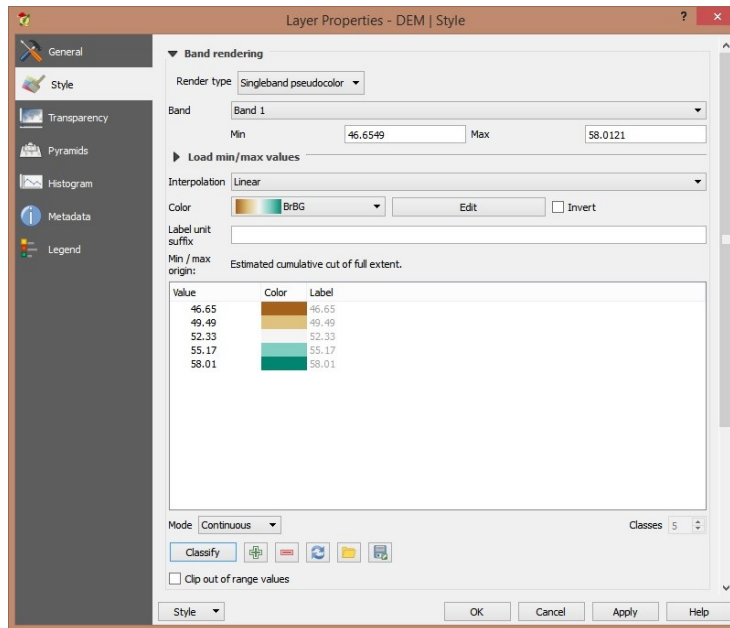 Layer Properties - DEM | Style
?
×
General
Style
Transparency
Pyramids
Histogram
Metadata
Legend
Band rendering
Render type Singleband pseudocolor
Band Band 1
Min 46.6549 Max 58.0121
Load min/max values
Interpolation Linear
Color BrBG Edit Invert
Label unit
suffix
Min / max
origin: Estimated cumulative cut of full extent.
Value Color Label
46.65 46.65
49.49 49.49
52.33 52.33
55.17 55.17
58.01 58.01
Mode Continuous Classes 5
Classify
Clip out of range values
Style OK Cancel Apply Help